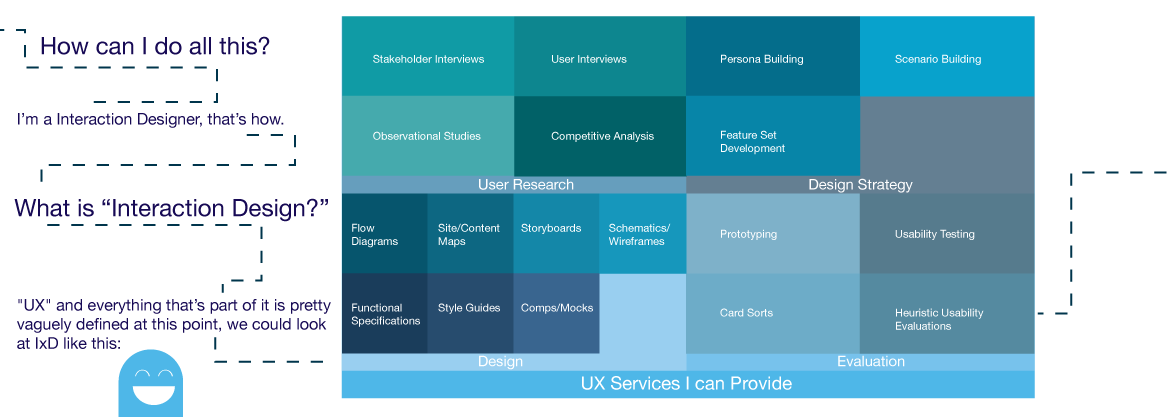 How can I do all this?
I'm a Interaction Designer, that's how.
What is “Interaction Design?”
"UX" and everything that's part of it is pretty
vaguely defined at this point, we could look
at IxD like this:
Stakeholder Interviews
User Interviews
Persona Building
Scenario Building
Observational Studies
Competitive Analysis
Feature Set
Development
User Research
Design Strategy
Flow
Diagrams
Site/Content
Maps
Storyboards
Schematics/
Wireframes
Prototyping
Usability Testing
Functional
Specifications
Style Guides
Comps/Mocks
Card Sorts
Heuristic Usability
Evaluations
Design
Evaluation
UX Services I can Provide